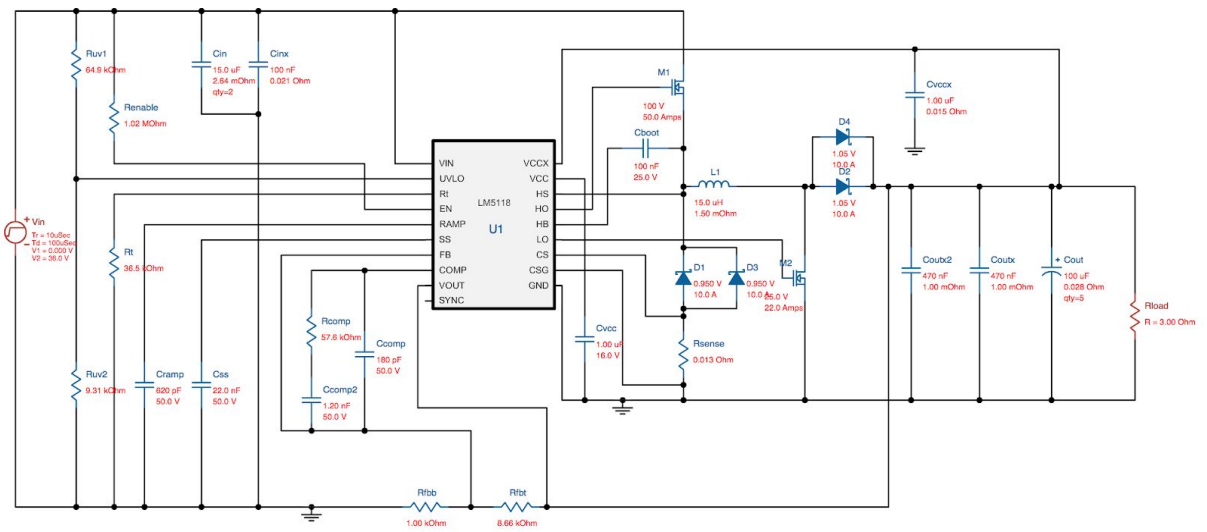 Ruv1
64.9 kOhm
Renable
1.02 MOhm
Cin
15.0 uF
2.64 mOhm
qty=2
Cinx
100 nF
0.021 Ohm
M1
100 V
50.0 Amps
Cboot
100 nF
25.0 V
Cvccx
1.00 uF
0.015 Ohm
D4
1.05 V
10.0 A
D2
1.05 V
10.0 A
L1
15.0 uH
1.50 mOhm
VIN
UVLO
Rt
EN
RAMP
SS
FB
COMP
VOUT
SYNC
LM5118
U1
VCCX
VCC
HS
HO
HB
LO
CS
CSG
GND
Vin
Tr = 10uSec
Td = 100uSec
V1 = 0.000 V
V2 = 36.0 V
Rt
36.5 kOhm
D1
0.950 V
10.0 A
D3
0.950 V
10.0 A
M2
65.0 V
22.0 Amps
Coutx2
470 nF
1.00 mOhm
Coutx
470 nF
1.00 mOhm
Cout
100 uF
0.028 Ohm
qty=5
Rload
R = 3.00 Ohm
Rcomp
57.6 kOhm
Ccomp
180 pF
50.0 V
Ccomp2
1.20 nF
50.0 V
Cvcc
1.00 uF
16.0 V
Rsense
0.013 Ohm
Ruv2
9.31 kOhm
Cramp
620 pF
50.0 V
Css
22.0 nF
50.0 V
Rfbb
1.00 kOhm
Rfbt
8.66 kOhm